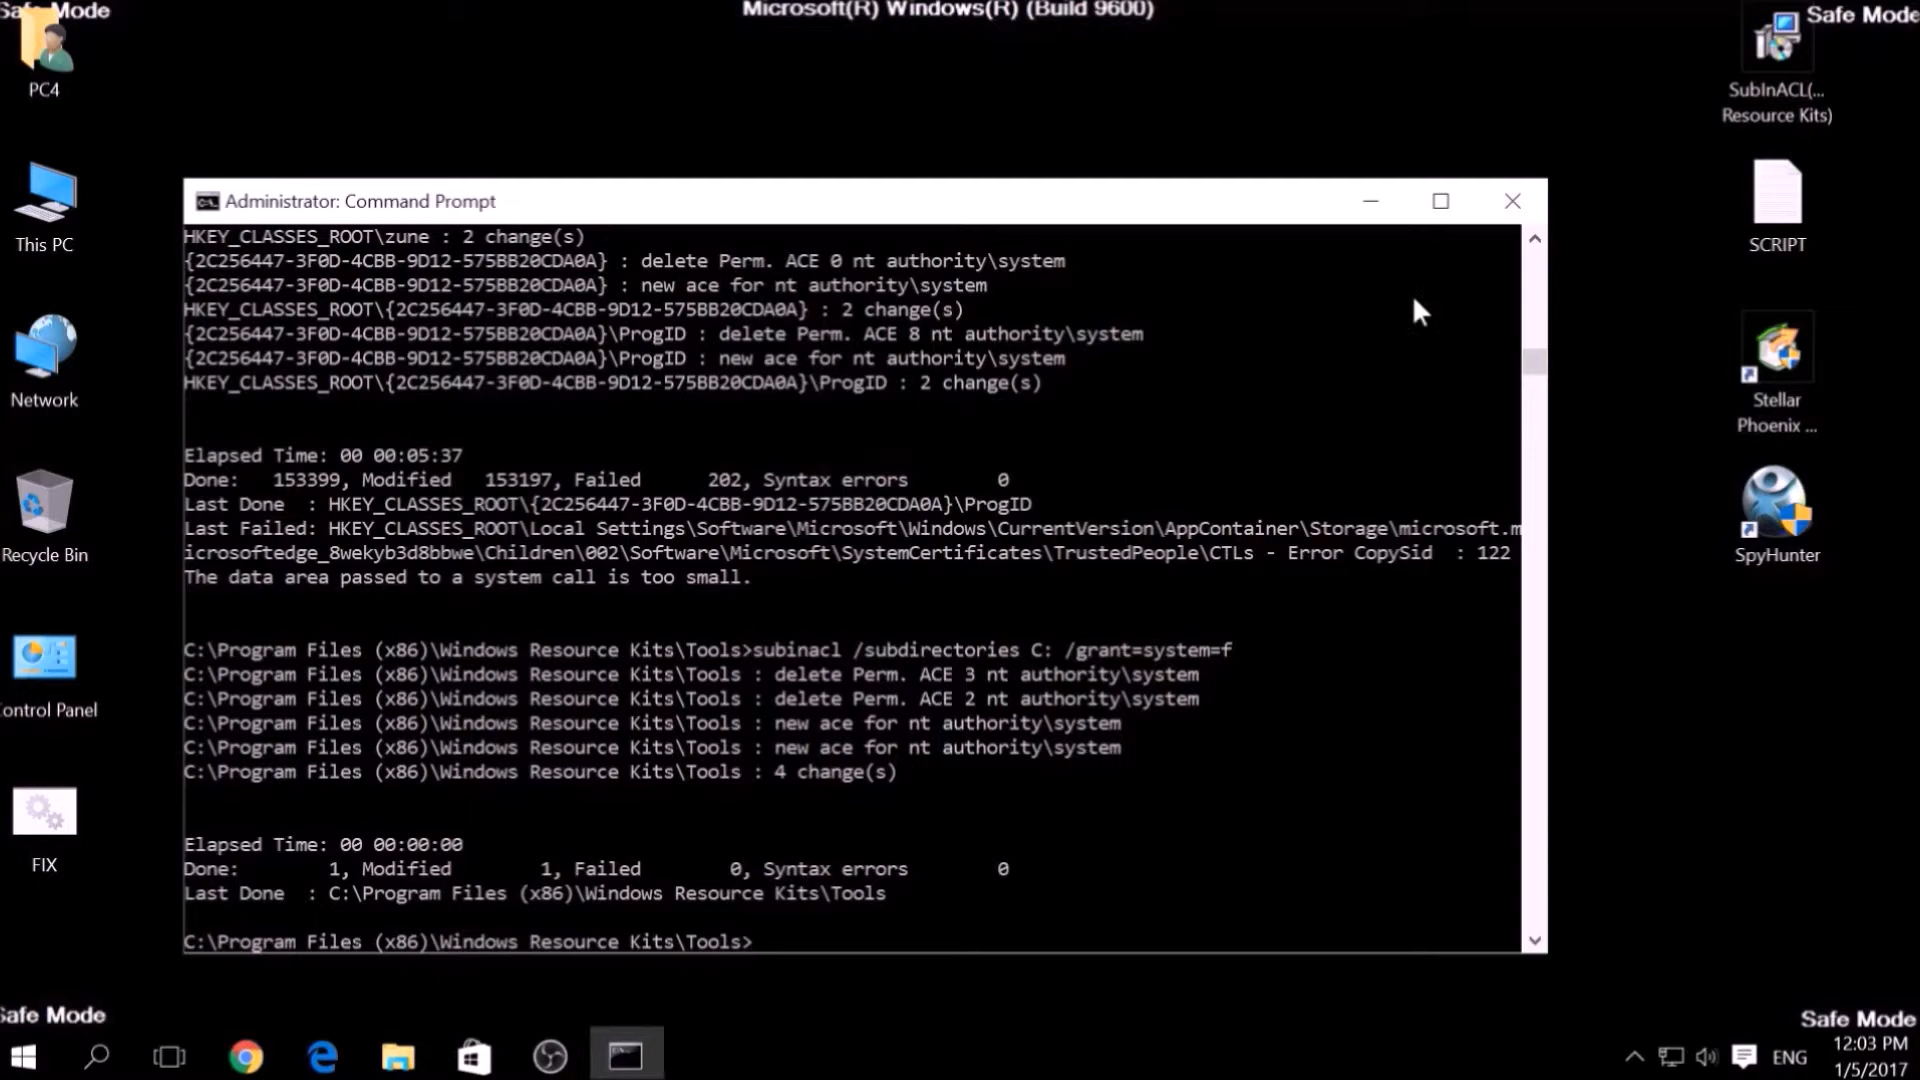 Safe Mode
Microsoft(R) Windows(R) (Build 9600)
Safe Mode
PC4
This PC
Network
Recycle Bin
ontrol Panel
FIX
Administrator: Command Prompt
HKEY_CLASSES_ROOT\zune : 2 change(s)
{2C256447-3F0D-4CBB-9D12-575BB20CDA0A} : delete Perm. ACE 0 nt authority\system
{2C256447-3F0D-4CBB-9D12-575BB20CDA0A} : new ace for nt authority\system
HKEY_CLASSES_ROOT\{2C256447-3F0D-4CBB-9D12-575BB20CDA0A} : 2 change(s)
{2C256447-3F0D-4CBB-9D12-575BB20CDA0A}\ProgID : delete Perm. ACE 8 nt authority\system
{2C256447-3F0D-4CBB-9D12-575BB20CDA0A}\ProgID : new ace for nt authority\system
HKEY_CLASSES_ROOT\{2C256447-3F0D-4CBB-9D12-575BB20CDA0A}\ProgID : 2 change(s)
Elapsed Time: 00 00:05:37
Done:   153399, Modified   153197, Failed      202, Syntax errors        0
Last Done  : HKEY_CLASSES_ROOT\{2C256447-3F0D-4CBB-9D12-575BB20CDA0A}\ProgID
Last Failed: HKEY_CLASSES_ROOT\Local Settings\Software\Microsoft\Windows\CurrentVersion\AppContainer\Storage\microsoft.m
icrosoftedge_8wekyb3d8bbwe\Children\002\Software\Microsoft\SystemCertificates\TrustedPeople\CTLs - Error CopySid  : 122
The data area passed to a system call is too small.
C:\Program Files (x86)\Windows Resource Kits\Tools>subinacl /subdirectories C: /grant=system=f
C:\Program Files (x86)\Windows Resource Kits\Tools : delete Perm. ACE 3 nt authority\system
C:\Program Files (x86)\Windows Resource Kits\Tools : delete Perm. ACE 2 nt authority\system
C:\Program Files (x86)\Windows Resource Kits\Tools : new ace for nt authority\system
C:\Program Files (x86)\Windows Resource Kits\Tools : new ace for nt authority\system
C:\Program Files (x86)\Windows Resource Kits\Tools : 4 change(s)
Elapsed Time: 00 00:00:00
Done:        1, Modified        1, Failed        0, Syntax errors        0
Last Done  : C:\Program Files (x86)\Windows Resource Kits\Tools
C:\Program Files (x86)\Windows Resource Kits\Tools>
SubInACL(...
Resource Kits)
SCRIPT
Stellar
Phoenix ...
SpyHunter
Safe Mode
Safe Mode
ENG
12:03 PM
1/5/2017